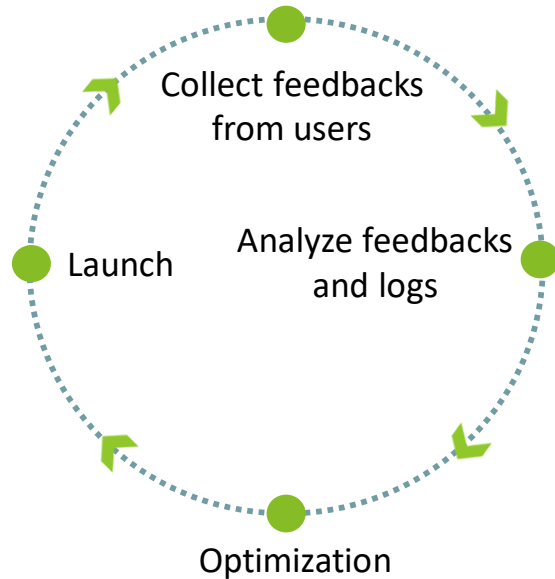 Collect feedbacks
from users
Analyze feedbacks
and logs
Launch
Optimization